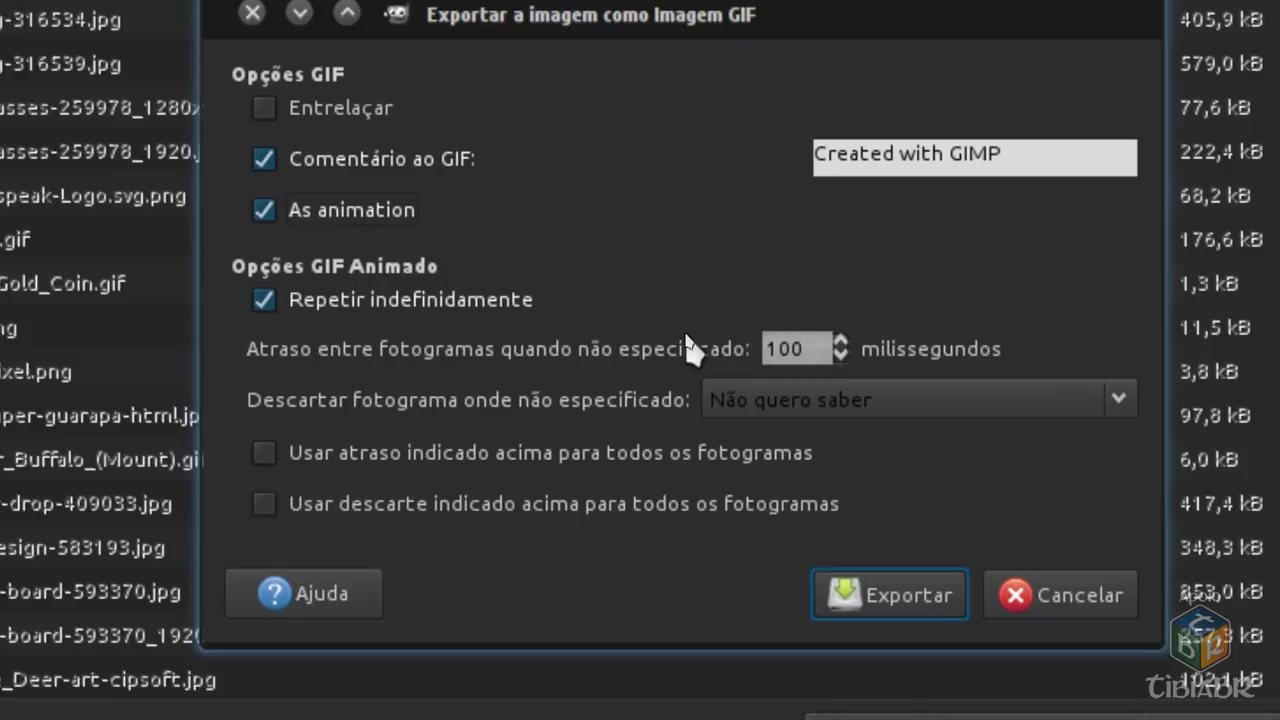 Exportar a imagem como Imagem GIF
g-316534.jpg 405,9 kB
g-316539.jpg 579,0 kB
asses-259978_1280x 77,6 kB
asses-259978_1920.j 222,4 kB
speak-Logo.svg.png 68,2 kB
.gif 176,6 kB
Gold_Coin.gif 1,3 kB
ng 11,5 kB
ixel.png 3,8 kB
per-guarapa-html.jp 97,8 kB
r_Buffalo_(Mount).gi 6,0 kB
-drop-409033.jpg 417,4 kB
esign-583193.jpg 348,3 kB
-board-593370.jpg
-board-593370_192
_Deer-art-cipsoft.jpg
Opções GIF
Entrelaçar
Comentário ao GIF: Created with GIMP
As animation
Opções GIF Animado
Repetir indefinidamente
Atraso entre fotogramas quando não especificado: 100 milissegundos
Descartar fotograma onde não especificado: Não quero saber
Usar atraso indicado acima para todos os fotogramas
Usar descarte indicado acima para todos os fotogramas
Ajuda Exportar Cancelar
Apoio
TibiaBR